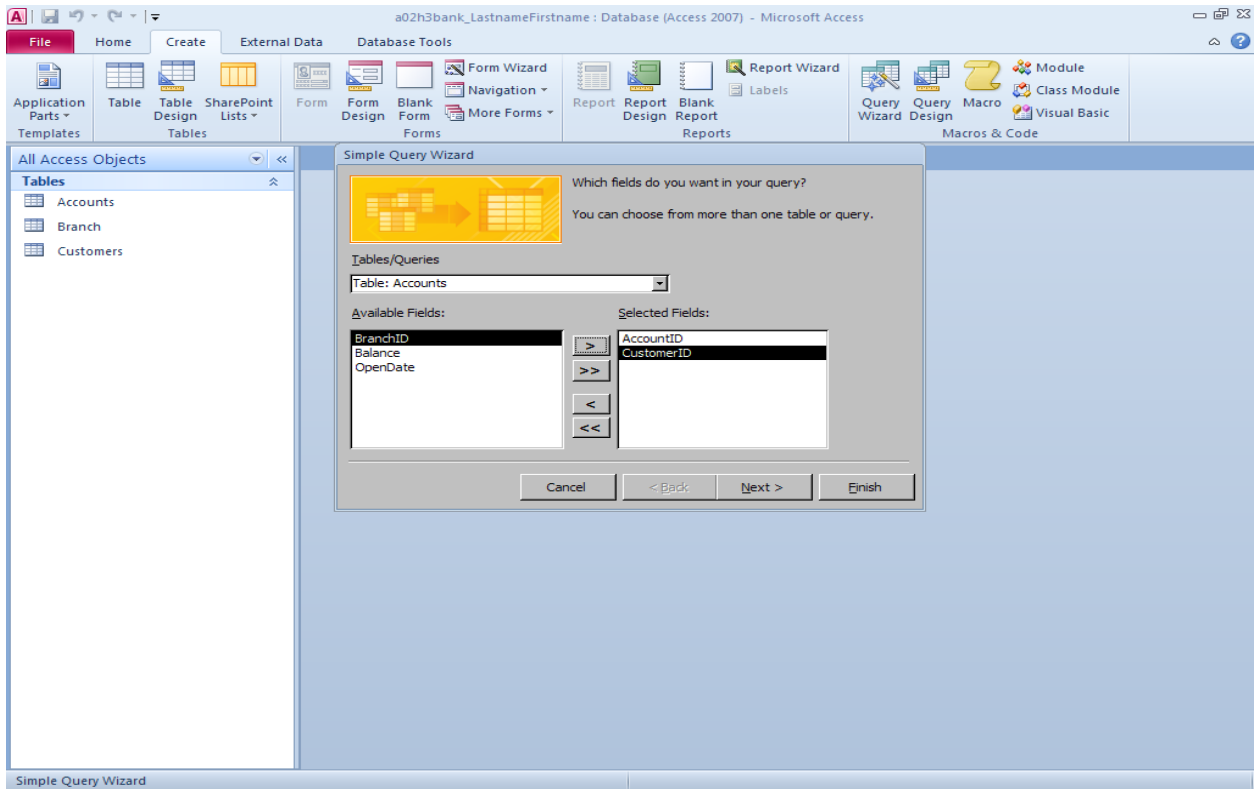 A a02h3bank_LastnameFirstname : Database (Access 2007) - Microsoft Access
File Home Create External Data Database Tools
Application Parts
Table
Table Design
SharePoint Lists
Form
Form Design
Blank Form
Form Wizard
Navigation
More Forms
Report
Report Design
Blank Report
Report Wizard
Labels
Query Wizard
Query Design
Macro
Module
Class Module
Visual Basic
Templates Tables Forms Reports Macros & Code
All Access Objects «
Tables
Accounts
Branch
Customers
Simple Query Wizard
Which fields do you want in your query?
You can choose from more than one table or query.
Tables/Queries
Table: Accounts
Available Fields:
BranchID
Balance
OpenDate
>
>>
<
<<
Selected Fields:
AccountID
CustomerID
Cancel < Back Next > Finish
Simple Query Wizard